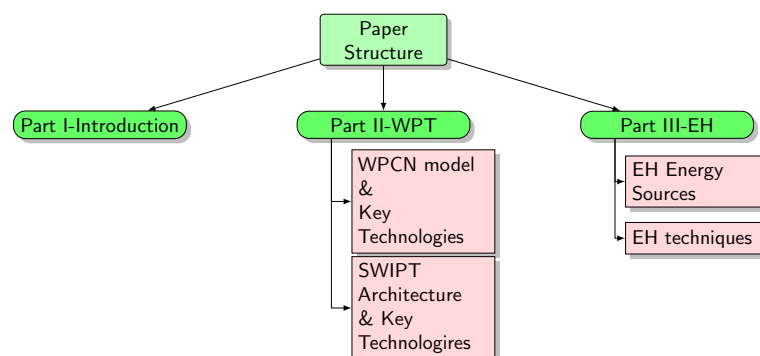 Paper
Structure
Part I-Introduction
Part II-WPT
Part III-EH
WPCN model
&
Key
Technologies
SWIPT
Architecture
& Key
Technologires
EH Energy
Sources
EH techniques